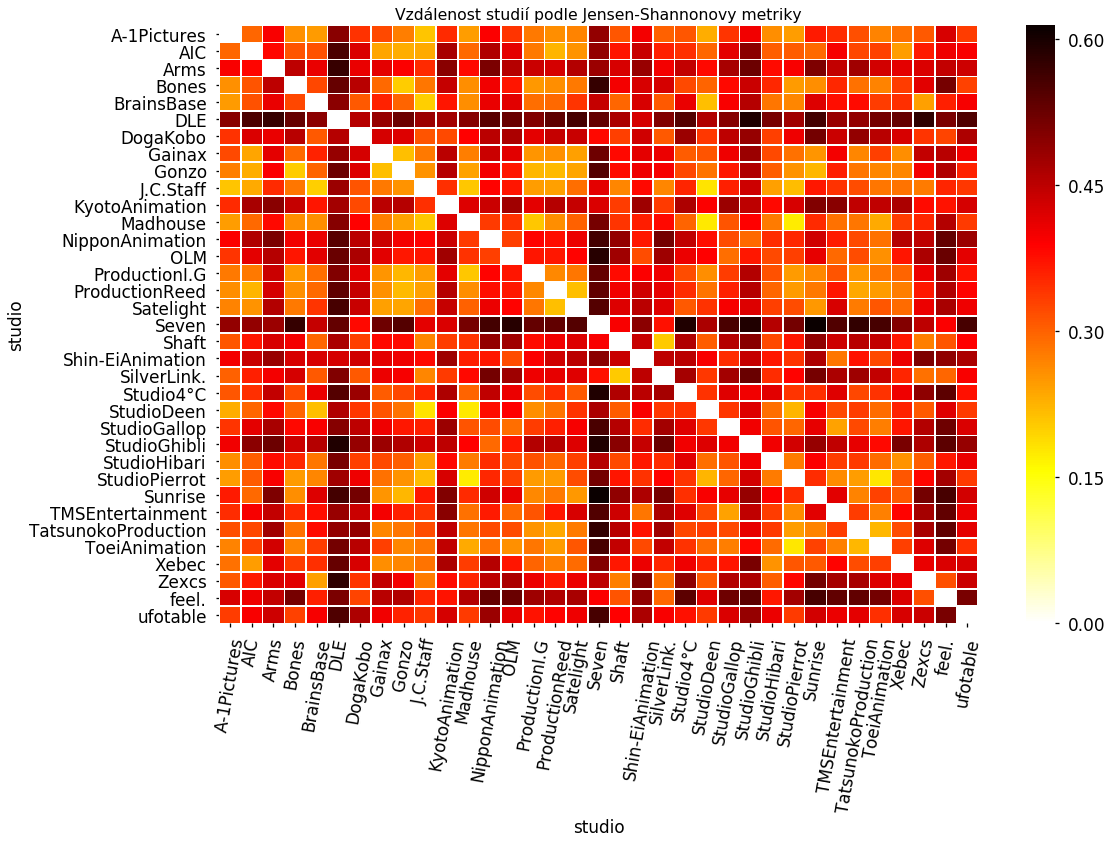 Vzdálenost studií podle Jensen-Shannonovy metriky
studio
A-1Pictures
AIC
Arms
Bones
BrainsBase
DLE
DogaKobo
Gainax
Gonzo
J.C.Staff
KyotoAnimation
Madhouse
NipponAnimation
OLM
ProductionI.G
ProductionReed
Satelight
Seven
Shaft
Shin-EiAnimation
SilverLink.
Studio4°C
StudioDeen
StudioGallop
StudioGhibli
StudioHibari
StudioPierrot
Sunrise
TMSEntertainment
TatsunokoProduction
ToeiAnimation
Xebec
Zexcs
feel.
ufotable
A-1Pictures
AIC
Arms
Bones
BrainsBase
DLE
DogaKobo
Gainax
Gonzo
J.C.Staff
KyotoAnimation
Madhouse
NipponAnimation
OLM
ProductionI.G
ProductionReed
Satelight
Seven
Shaft
Shin-EiAnimation
SilverLink.
Studio4°C
StudioDeen
StudioGallop
StudioGhibli
StudioHibari
StudioPierrot
Sunrise
TMSEntertainment
TatsunokoProduction
ToeiAnimation
Xebec
Zexcs
feel.
ufotable
studio
0.60
0.45
0.30
0.15
0.00